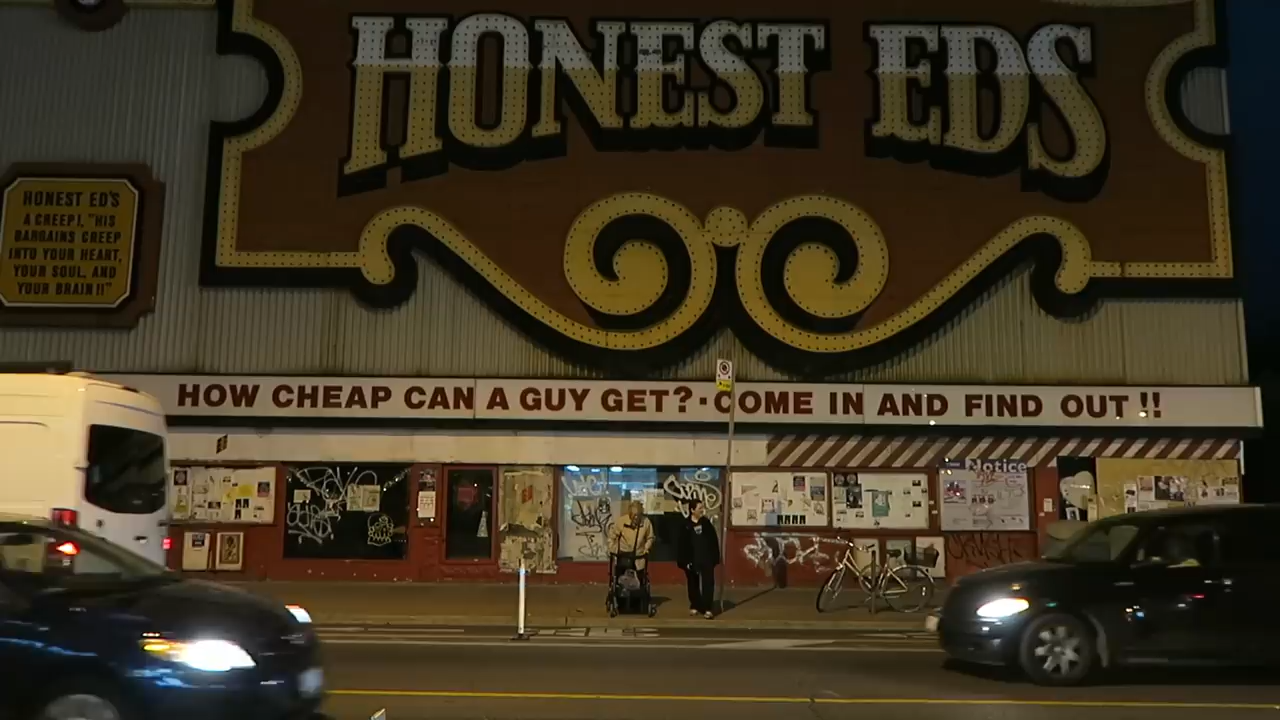 HONEST EDS
HONEST ED'S
A CREEP!, "HIS
BARGAINS CREEP
INTO YOUR HEART,
YOUR SOUL, AND
YOUR BRAIN!!"
HOW CHEAP CAN A GUY GET?·COME IN AND FIND OUT!!
Notice